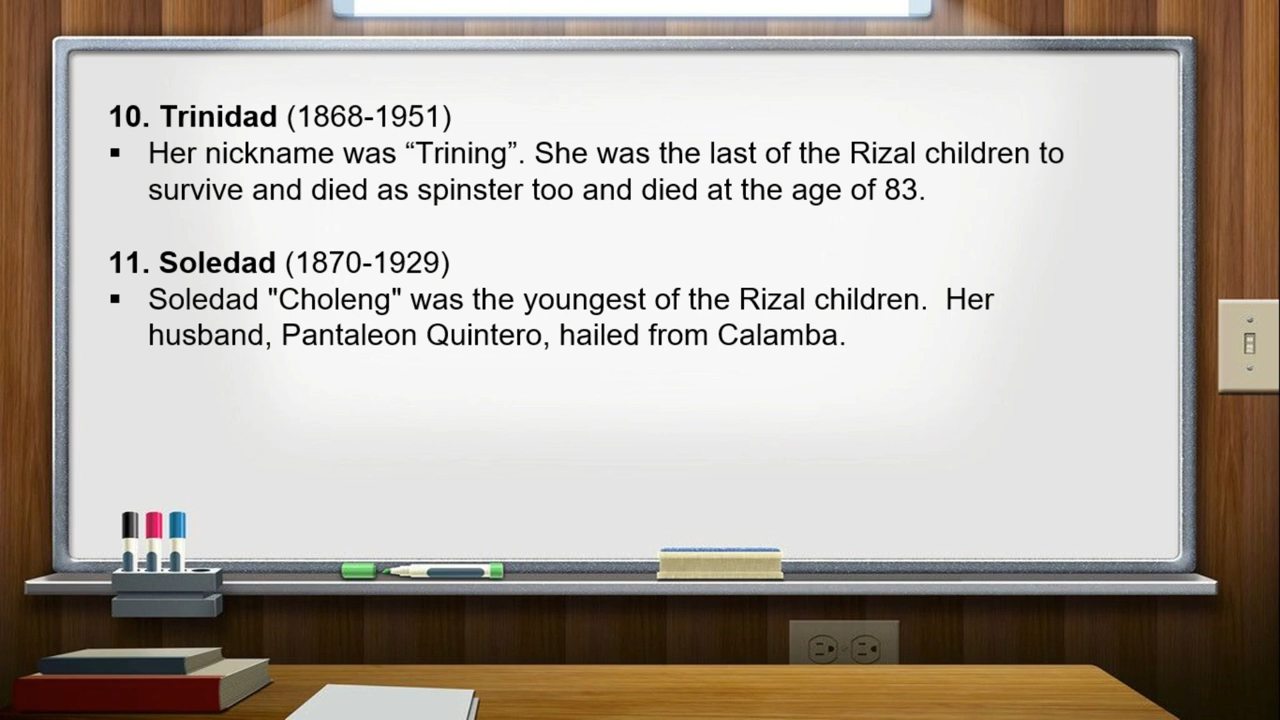 10. Trinidad (1868-1951)
▪ Her nickname was “Trining”. She was the last of the Rizal children to
survive and died as spinster too and died at the age of 83.
11. Soledad (1870-1929)
▪ Soledad "Choleng" was the youngest of the Rizal children.  Her
husband, Pantaleon Quintero, hailed from Calamba.